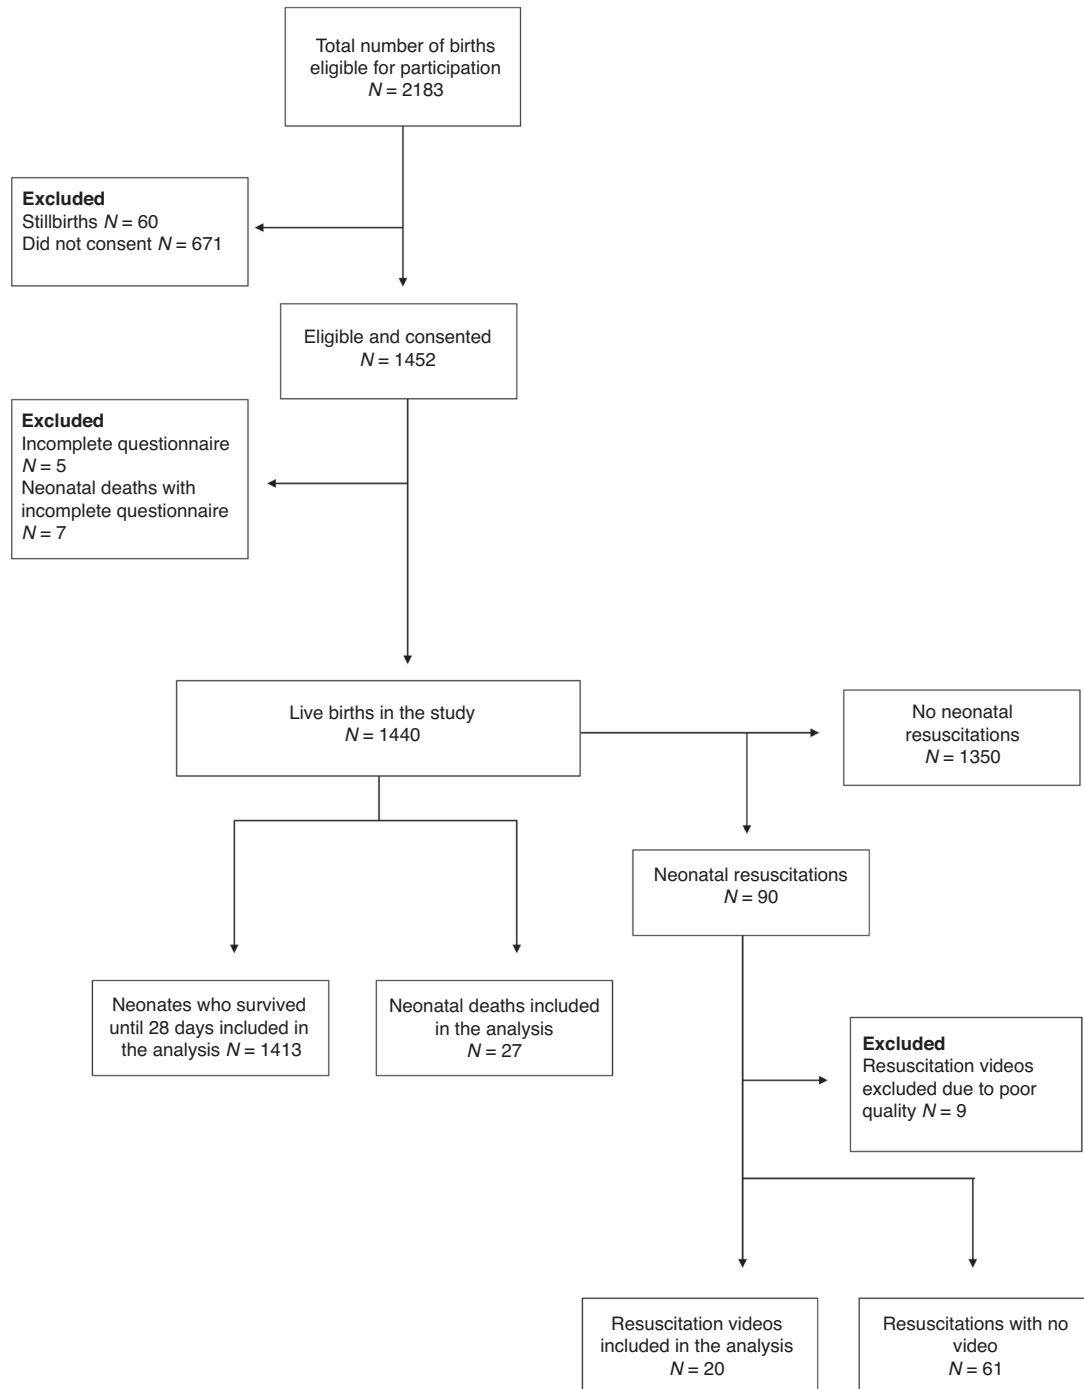 Total number of births
eligible for participation
N = 2183
Excluded
Stillbirths N = 60
Did not consent N = 671
Eligible and consented
N = 1452
Excluded
Incomplete questionnaire
N = 5
Neonatal deaths with
incomplete questionnaire
N = 7
Live births in the study
N = 1440
No neonatal
resuscitations
N = 1350
Neonatal resuscitations
N = 90
Neonates who survived
until 28 days included in
the analysis N = 1413
Neonatal deaths included
in the analysis
N = 27
Excluded
Resuscitation videos
excluded due to poor
quality N = 9
Resuscitation videos
included in the analysis
N = 20
Resuscitations with no
video
N = 61